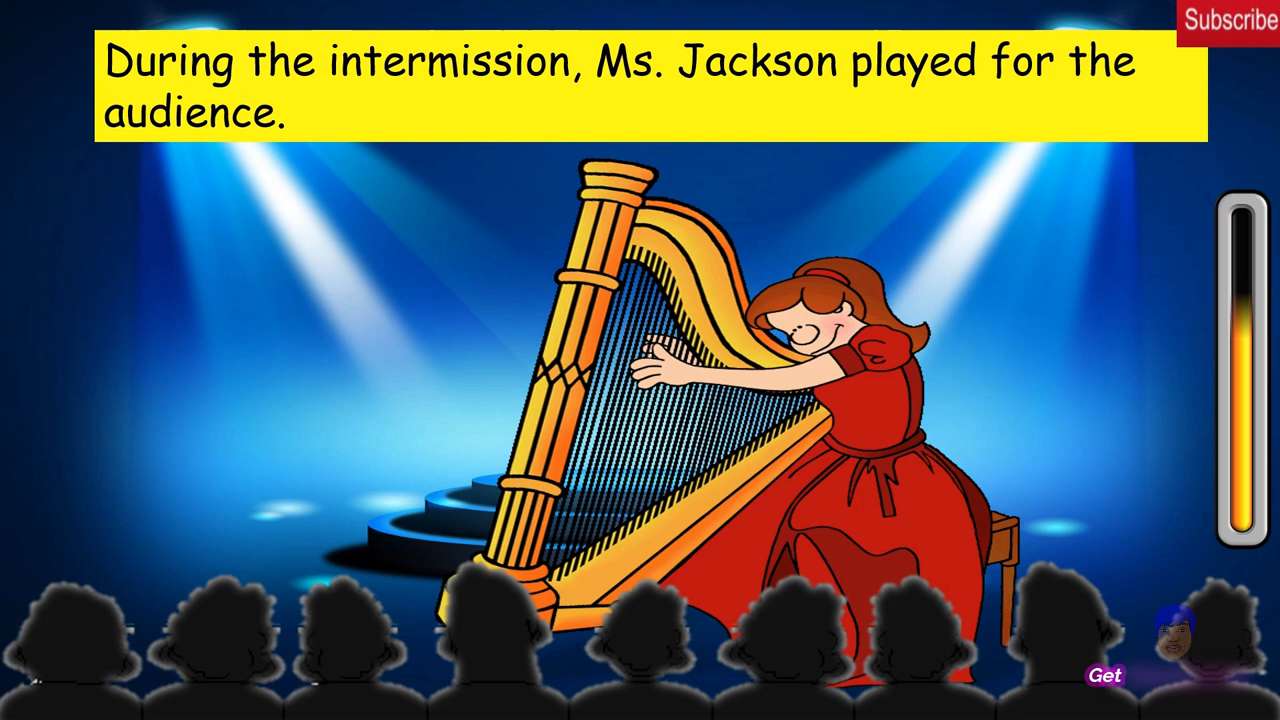 Subscribe
During the intermission, Ms. Jackson played for the
audience.
Get